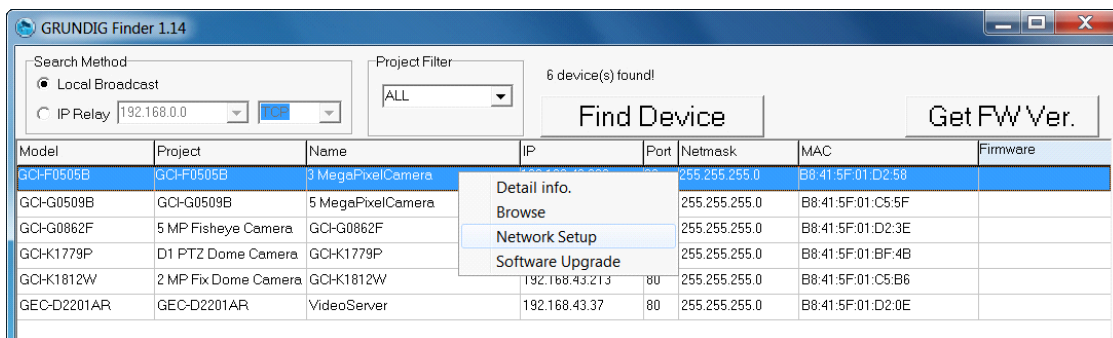 GRUNDIG Finder 1.14
Search Method
Local Broadcast
IP Relay 192.168.0.0 TCP
Project Filter
ALL
6 device(s) found!
Find Device
Get FW Ver.
Model Project Name IP Port Netmask MAC Firmware
GCI-F0505B GCI-F0505B 3 MegaPixelCamera 255.255.255.0 B8:41:5F:01:D2:58
GCI-G0509B GCI-G0509B 5 MegaPixelCamera 255.255.255.0 B8:41:5F:01:C5:5F
GCI-G0862F 5 MP Fisheye Camera GCI-G0862F 255.255.255.0 B8:41:5F:01:D2:3E
GCI-K1779P D1 PTZ Dome Camera GCI-K1779P 255.255.255.0 B8:41:5F:01:BF:4B
GCI-K1812W 2 MP Fix Dome Camera GCI-K1812W 192.168.43.213 80 255.255.255.0 B8:41:5F:01:C5:B6
GEC-D2201AR GEC-D2201AR VideoServer 192.168.43.37 80 255.255.255.0 B8:41:5F:01:D2:0E
Detail info.
Browse
Network Setup
Software Upgrade